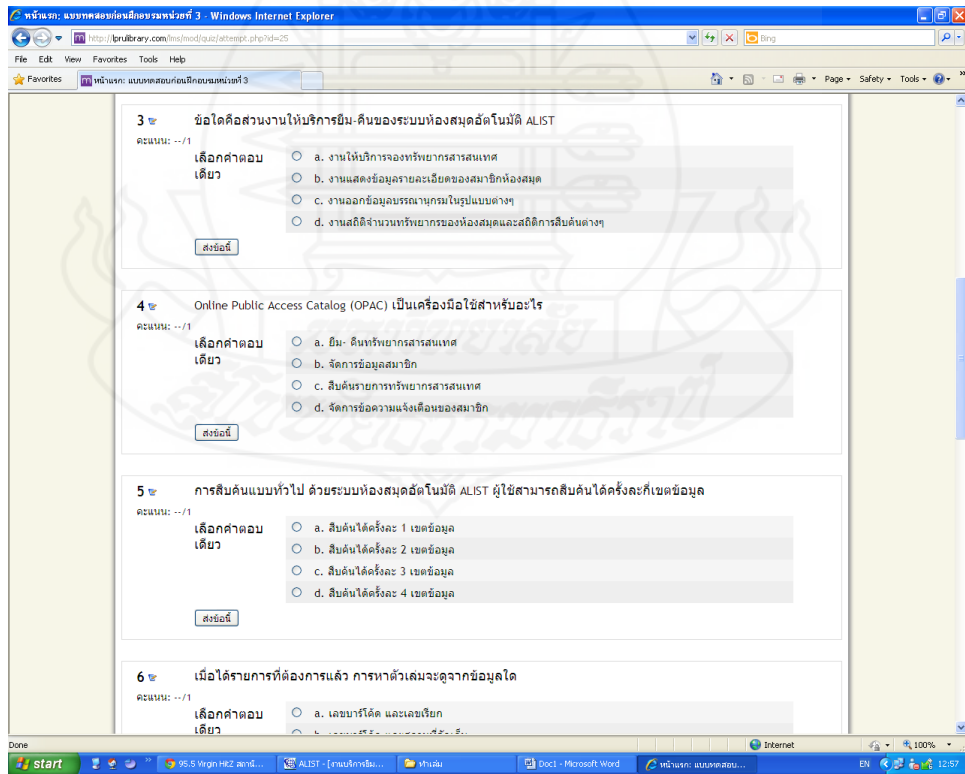 หน้าแรก: แบบทดสอบก่อนฝึกอบรมหน่วยที่ 3 - Windows Internet Explorer
http://lprulibrary.com/lms/mod/quiz/attempt.php?id=25
Bing
File Edit View Favorites Tools Help
Favorites หน้าแรก: แบบทดสอบก่อนฝึกอบรมหน่วยที่ 3 Page Safety Tools
3 ข้อใดคือส่วนงานให้บริการยืม-คืนของระบบห้องสมุดอัตโนมัติ ALIST
คะแนน: --/1
เลือกคำตอบเดียว
a. งานให้บริการจองทรัพยากรสารสนเทศ
b. งานแสดงข้อมูลรายละเอียดของสมาชิกห้องสมุด
c. งานออกข้อมูลบรรณานุกรมในรูปแบบต่างๆ
d. งานสถิติจำนวนทรัพยากรของห้องสมุดและสถิติการสืบค้นต่างๆ
ส่งข้อนี้
4 Online Public Access Catalog (OPAC) เป็นเครื่องมือใช้สำหรับอะไร
คะแนน: --/1
เลือกคำตอบเดียว
a. ยืม- คืนทรัพยากรสารสนเทศ
b. จัดการข้อมูลสมาชิก
c. สืบค้นรายการทรัพยากรสารสนเทศ
d. จัดการข้อความแจ้งเตือนของสมาชิก
ส่งข้อนี้
5 การสืบค้นแบบทั่วไป ด้วยระบบห้องสมุดอัตโนมัติ ALIST ผู้ใช้สามารถสืบค้นได้ครั้งละกี่เขตข้อมูล
คะแนน: --/1
เลือกคำตอบเดียว
a. สืบค้นได้ครั้งละ 1 เขตข้อมูล
b. สืบค้นได้ครั้งละ 2 เขตข้อมูล
c. สืบค้นได้ครั้งละ 3 เขตข้อมูล
d. สืบค้นได้ครั้งละ 4 เขตข้อมูล
ส่งข้อนี้
6 เมื่อได้รายการที่ต้องการแล้ว การหาตัวเล่มจะดูจากข้อมูลใด
คะแนน: --/1
เลือกคำตอบเดียว
a. เลขบาร์โค้ด และเลขเรียก
Done Internet 100%
start 95.5 Virgin HitZ สถานี... ALIST - [งานบริการยืม... ทำเล่ม Doc1 - Microsoft Word หน้าแรก: แบบทดสอบ... EN 12:57